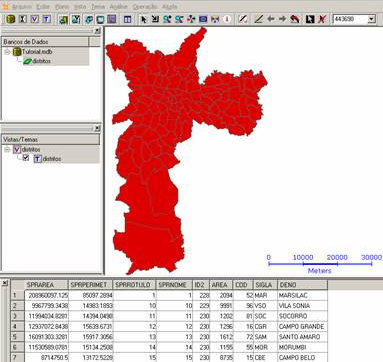 Arquivo Exibir Plano Vista Tema Análise Operação Ajuda
443698
Bancos de Dados
Tutorial.mdb
distritos
Vistas/Temas
distritos
distritos
0 10000 20000 30000
Meters
SPRAREA SPRPERIMET SPRROTULO SPRNOME ID2 AREA COD SIGLA DENO
1 208960097.125 85097.2894 1 1 228 2094 52 MAR MARSILAC
2 9967799.3438 14983.1893 10 10 229 9991 96 VSO VILA SONIA
3 11994034.8281 14394.0490 11 11 230 1202 81 SOC SOCORRO
4 12937072.8438 15639.6731 12 12 230 1296 16 CGR CAMPO GRANDE
5 16091303.3281 17915.3056 13 13 230 1612 72 SAM SANTO AMARO
6 11530589.0781 15134.2508 14 14 230 1155 55 MOR MORUMBI
7 8714750.5 13172.5228 15 15 230 8735 15 CBE CAMPO BELO